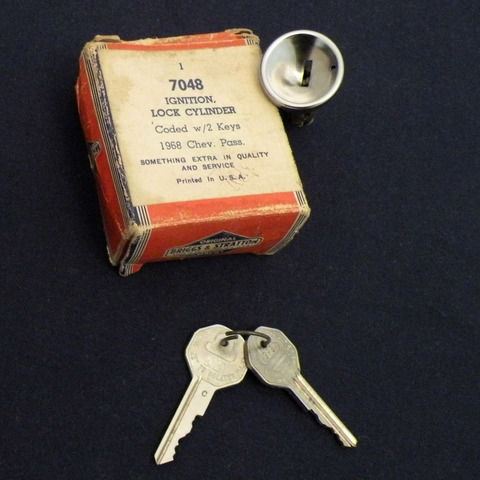 1
7048
IGNITION,
LOCK CYLINDER
Coded w/2 Keys
1968 Chev. Pass.
SOMETHING EXTRA IN QUALITY
AND SERVICE
Printed in U.S.A.
ORIGINAL
BRIGGS & STRATTON
C